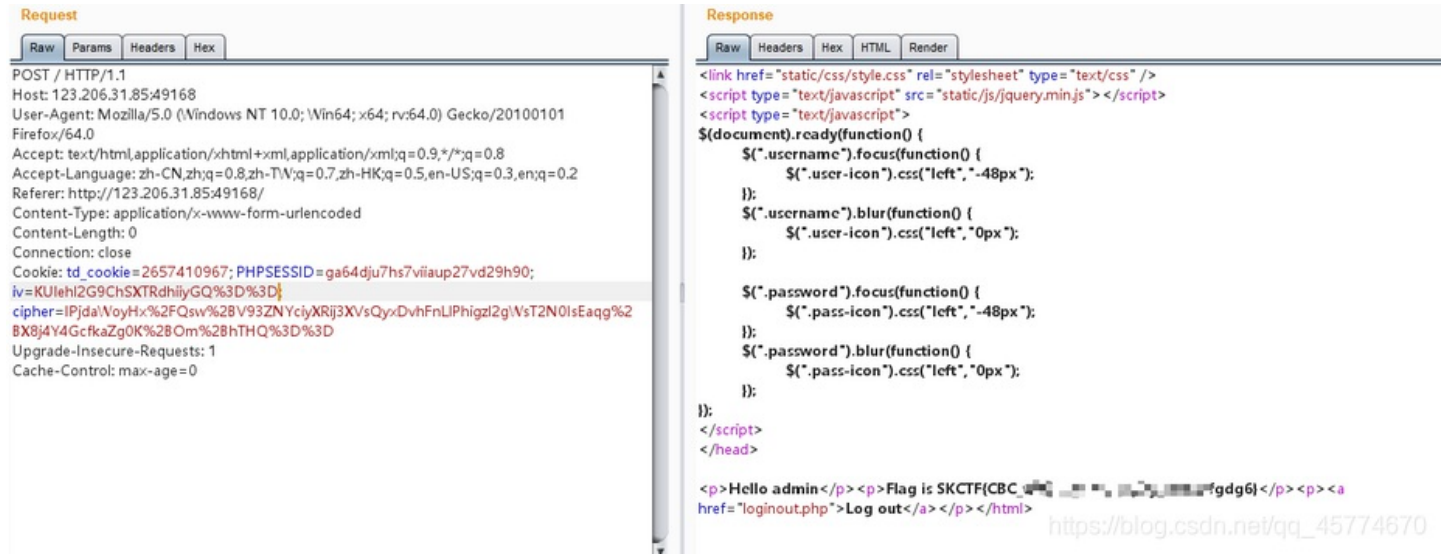 Request
Raw Params Headers Hex
POST / HTTP/1.1
Host: 123.206.31.85:49168
User-Agent: Mozilla/5.0 (Windows NT 10.0; Win64; x64; rv:64.0) Gecko/20100101
Firefox/64.0
Accept: text/html,application/xhtml+xml,application/xml;q=0.9,*/*;q=0.8
Accept-Language: zh-CN,zh;q=0.8,zh-TW;q=0.7,zh-HK;q=0.5,en-US;q=0.3,en;q=0.2
Referer: http://123.206.31.85:49168/
Content-Type: application/x-www-form-urlencoded
Content-Length: 0
Connection: close
Cookie: td_cookie=2657410967; PHPSESSID=ga64dju7hs7viiaup27vd29h90;
iv=KUIehI2G9ChSXTRdhiiyGQ%3D%3D;
cipher=IPjdaWoyHx%2FQsw%2BV93ZNYciyXRij3XVsQyxDvhFnLlPhigzI2gWsT2N0IsEaqg%2
BX8j4Y4GcfkaZg0K%2BOm%2BhTHQ%3D%3D
Upgrade-Insecure-Requests: 1
Cache-Control: max-age=0
Response
Raw Headers Hex HTML Render
<link href="static/css/style.css" rel="stylesheet" type="text/css" />
<script type="text/javascript" src="static/js/jquery.min.js"></script>
<script type="text/javascript">
$(document).ready(function() {
$(".username").focus(function() {
$(".user-icon").css("left","-48px");
});
$(".username").blur(function() {
$(".user-icon").css("left","0px");
});
$(".password").focus(function() {
$(".pass-icon").css("left","-48px");
});
$(".password").blur(function() {
$(".pass-icon").css("left","0px");
});
});
</script>
</head>
<p>Hello admin</p><p>Flag is SKCTF{CBC_ fgdg6}</p><p><a
href="loginout.php">Log out</a></p></html>
https://blog.csdn.net/qq_45774670